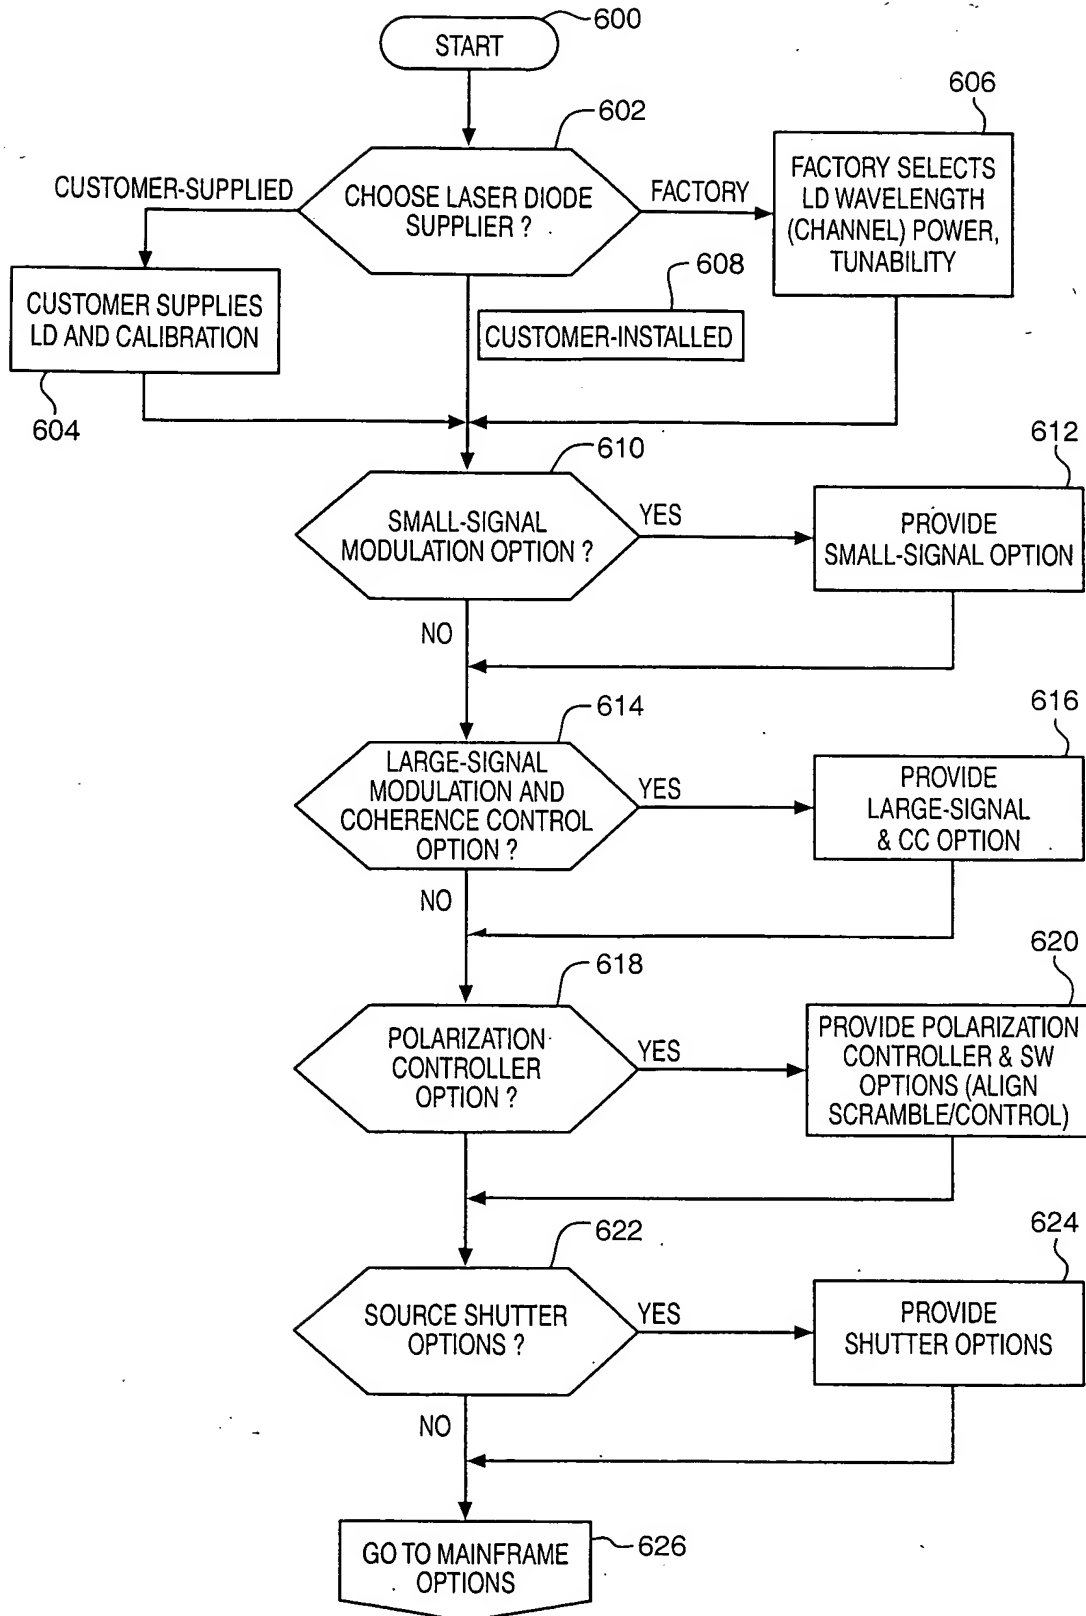 600
START
602
606
CUSTOMER-SUPPLIED
CHOOSE LASER DIODE
SUPPLIER ?
FACTORY
FACTORY SELECTS
LD WAVELENGTH
(CHANNEL) POWER,
TUNABILITY
608
CUSTOMER SUPPLIES
LD AND CALIBRATION
CUSTOMER-INSTALLED
604
610
612
SMALL-SIGNAL
MODULATION OPTION ?
YES
PROVIDE
SMALL-SIGNAL OPTION
NO
614
616
LARGE-SIGNAL
MODULATION AND
COHERENCE CONTROL
OPTION ?
YES
PROVIDE
LARGE-SIGNAL
& CC OPTION
NO
618
620
POLARIZATION
CONTROLLER
OPTION ?
YES
PROVIDE POLARIZATION
CONTROLLER & SW
OPTIONS (ALIGN
SCRAMBLE/CONTROL)
622
624
SOURCE SHUTTER
OPTIONS ?
YES
PROVIDE
SHUTTER OPTIONS
NO
GO TO MAINFRAME
OPTIONS
626